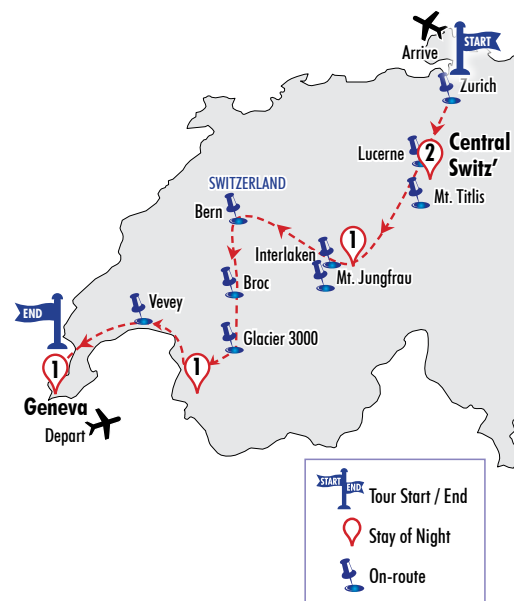 START
Arrive
Zurich
Lucerne
2
Central
Switz'
Mt. Titlis
SWITZERLAND
Bern
Interlaken
1
Mt. Jungfrau
Broc
Vevey
Glacier 3000
END
1
1
Geneva
Depart
START
END
Tour Start / End
Stay of Night
On-route